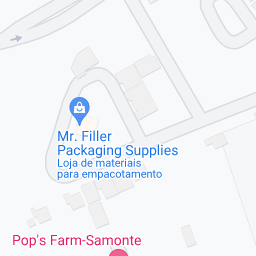 Mr. Filler
Packaging Supplies
Loja de materiais
para empacotamento
Pop's Farm-Samonte